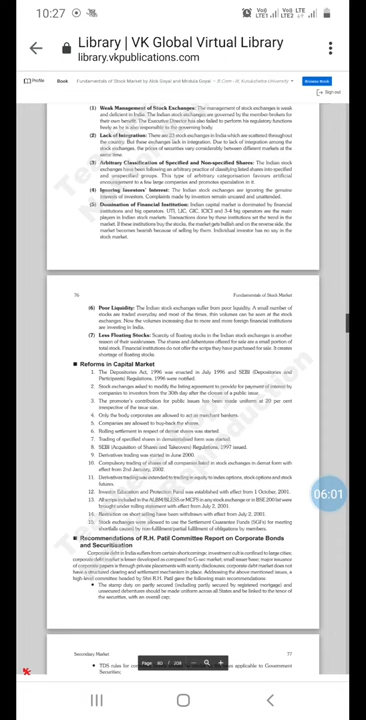 10:27
Vo)) Vo))
LTE1 LTE2
Library | VK Global Virtual Library
library.vkpublications.com
Profile Book Fundamentals of Stock Market by Alok Goyal and Mridula Goyal - B.Com - III, Kurukshetra University Browse Book
Sign out
(1) Weak Management of Stock Exchanges: The management of stock exchanges is weak
and deficient in India. The Indian stock exchanges are governed by the member-brokers for
their own benefit. The Executive Director has also failed to perform his regulatory functions
freely as he is also responsible to the governing body.
(2) Lack of Integration: There are 23 stock exchanges in India which are scattered throughout
the country. But these exchanges lack in integration. Due to lack of integration among the
stock exchanges, the prices of securities vary considerably between different markets at the
same time.
(3) Arbitrary Classification of Specified and Non-specified Shares: The Indian stock
exchanges have been following an arbitrary practice of classifying listed shares into specified
and unspecified groups. This type of arbitrary categorisation favours artificial
encouragement to a few large companies and promotes speculation in it.
(4) Ignoring Investors' Interest: The Indian stock exchanges are ignoring the genuine
interests of investors. Complaints made by investors remain unheard and unattended.
(5) Domination of Financial Institution: Indian capital market is dominated by financial
institutions and big operators. UTI, LIC, GIC, ICICI and 3-4 big operators are the main
players in Indian stock markets. Transactions done by these institutions set the trend in the
market. If these institutions buy the stocks, the market gets bullish and on the reverse side, the
market becomes bearish because of selling by them. Individual investor has no say in the
stock market.
76 Fundamentals of Stock Market
(6) Poor Liquidity: The Indian stock exchanges suffer from poor liquidity. A small number of
stocks are traded everyday and most of the times, thin volumes can be seen at the stock
exchanges. Now the volumes increasing due to more and more foreign financial institutions
are investing in India.
(7) Less Floating Stocks: Scarcity of floating stocks in the Indian stock exchanges is another
reason of their weaknesses. The shares and debentures offered for sale are a small portion of
total stock. Financial institutions do not offer the scripts they have purchased for sale. It creates
shortage of floating stocks.
Reforms in Capital Market
1. The Depositories Act, 1996 was enacted in July 1996 and SEBI (Depositories and
Participants) Regulations, 1996 were notified.
2. Stock exchanges asked to modify the listing agreement to provide for payment of interest by
companies to investors from the 30th day after the closure of a public issue.
3. The promoter's contribution for public issues has been made uniform at 20 per cent
irrespective of the issue size.
4. Only the body corporates are allowed to act as merchant bankers.
5. Companies are allowed to buy-back the shares.
6. Rolling settlement in respect of demat shares was started.
7. Trading of specified shares in dematerialised form was started.
8. SEBI (Acquisition of Shares and Takeovers) Regulations, 1997 issued.
9. Derivatives trading was started in June 2000.
10. Compulsory trading of shares of all companies listed in stock exchanges in demat form with
effect from 2nd January, 2002.
11. Derivatives trading was extended to trading in equity to index options, stock options and stock
futures.
12. Investor Education and Protection Fund was established with effect from 1 October, 2001.
13. All scripts included in the ALBM/BLESS or MCFS in any stock exchange or in BSE 200 list were
brought under rolling statement with effect from July 2, 2001.
14. Restriction on short selling have been withdrawn with effect from July 2, 2001.
15. Stock exchanges were allowed to use the Settlement Guarantee Funds (SGFs) for meeting
shortfalls caused by non-fulfilment/partial fulfilment of obligations by members.
Recommendations of R.H. Patil Committee Report on Corporate Bonds
and Securitisation
Corporate debt in India suffers from certain shortcomings; investment cult is confined to large cities;
corporate debt market is lesser developed as compared to G-sec market; small issuer base; major issuance
of corporate papers is through private placements with scanty disclosures; corporate debt market does not
have a structured clearing and settlement mechanism in place. Addressing the above mentioned issues, a
high level committee headed by Shri R.H. Patil gave the following main recommendations:
• The stamp duty on partly secured (including partly secured by registered mortgage) and
unsecured debentures should be made uniform across all States and be linked to the tenor of
the securities, with an overall cap;
06:01
Secondary Market 77
Page 80 / 208
• TDS rules for applicable to Government
Securities;